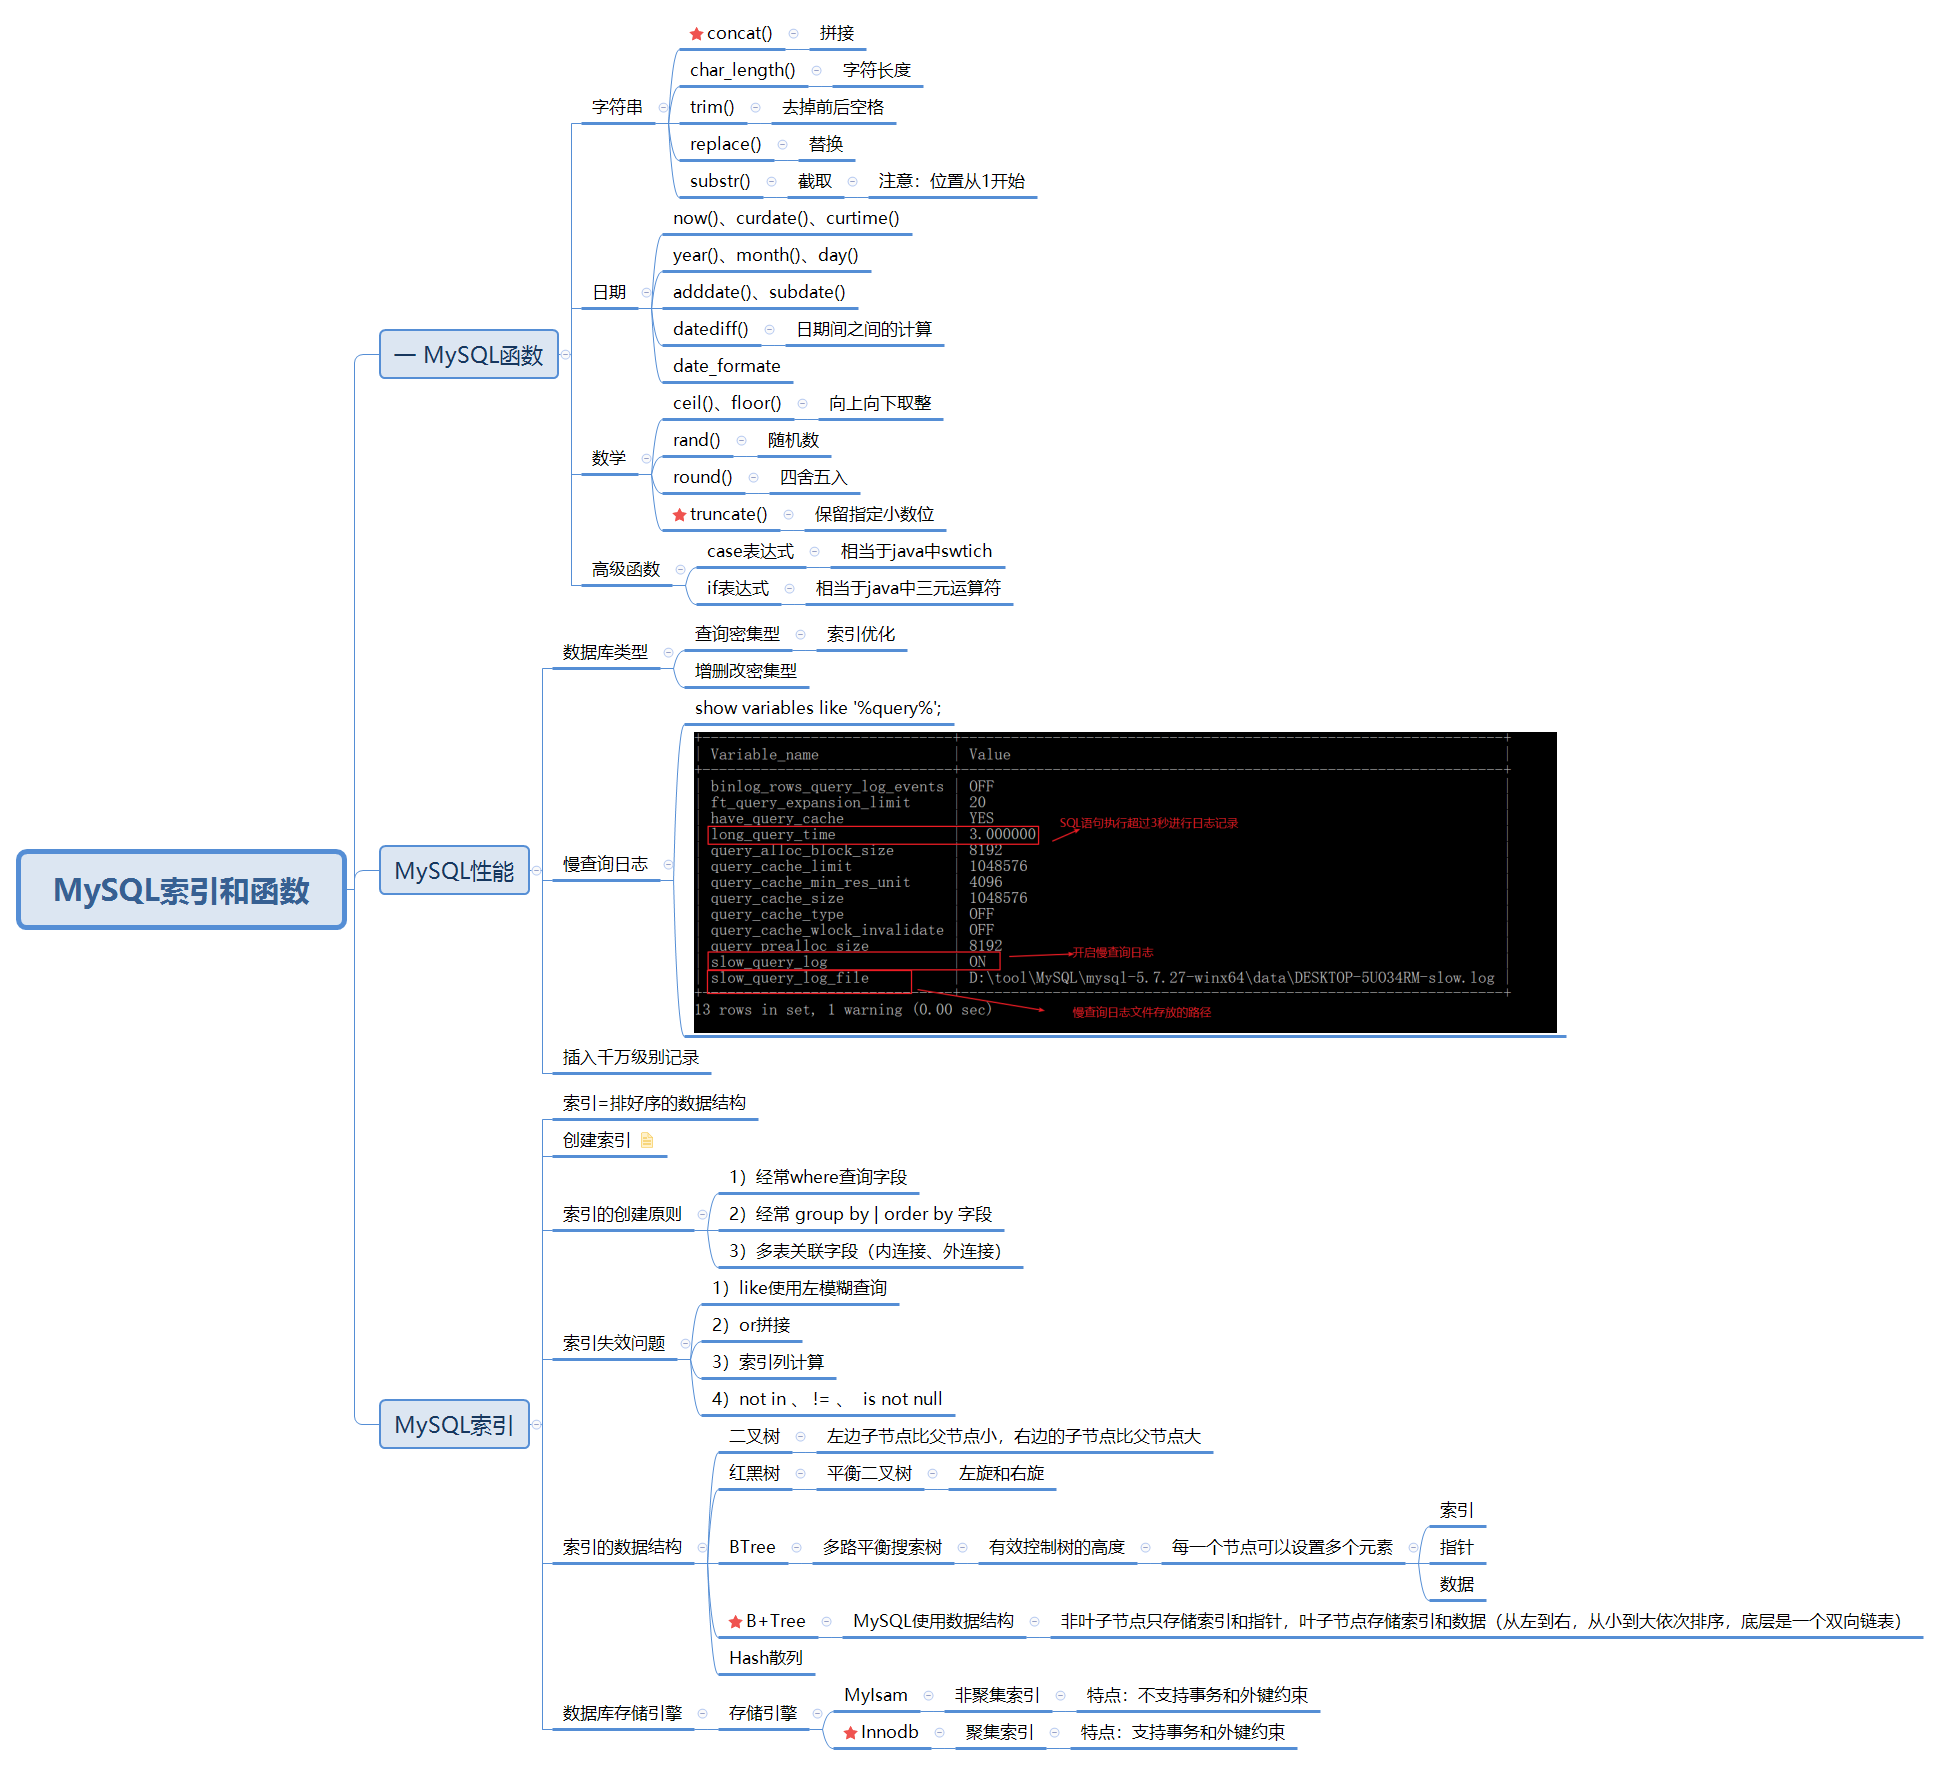 MySQL索引和函数
一 MySQL函数
字符串
concat() 拼接
char_length() 字符长度
trim() 去掉前后空格
replace() 替换
substr() 截取 注意：位置从1开始
日期
now()、curdate()、curtime()
year()、month()、day()
adddate()、subdate()
datediff() 日期间之间的计算
date_formate
数学
ceil()、floor() 向上向下取整
rand() 随机数
round() 四舍五入
truncate() 保留指定小数位
高级函数
case表达式 相当于java中swtich
if表达式 相当于java中三元运算符
MySQL性能
数据库类型
查询密集型 索引优化
增删改密集型
慢查询日志
show variables like '%query%';
Variable_name | Value
binlog_rows_query_log_events | OFF
ft_query_expansion_limit | 20
have_query_cache | YES
long_query_time | 3.000000
SQL语句执行超过3秒进行日志记录
query_alloc_block_size | 8192
query_cache_limit | 1048576
query_cache_min_res_unit | 4096
query_cache_size | 1048576
query_cache_type | OFF
query_cache_wlock_invalidate | OFF
query_prealloc_size | 8192
slow_query_log | ON
开启慢查询日志
slow_query_log_file | D:\tool\MySQL\mysql-5.7.27-winx64\data\DESKTOP-5UO34RM-slow.log
13 rows in set, 1 warning (0.00 sec)
慢查询日志文件存放的路径
插入千万级别记录
MySQL索引
索引=排好序的数据结构
创建索引
索引的创建原则
1）经常where查询字段
2）经常 group by | order by 字段
3）多表关联字段（内连接、外连接）
索引失效问题
1）like使用左模糊查询
2）or拼接
3）索引列计算
4）not in 、 != 、 is not null
索引的数据结构
二叉树 左边子节点比父节点小，右边的子节点比父节点大
红黑树 平衡二叉树 左旋和右旋
BTree 多路平衡搜索树 有效控制树的高度 每一个节点可以设置多个元素
索引
指针
数据
B+Tree MySQL使用数据结构 非叶子节点只存储索引和指针，叶子节点存储索引和数据（从左到右，从小到大依次排序，底层是一个双向链表）
Hash散列
数据库存储引擎 存储引擎
MyIsam 非聚集索引 特点：不支持事务和外键约束
Innodb 聚集索引 特点：支持事务和外键约束